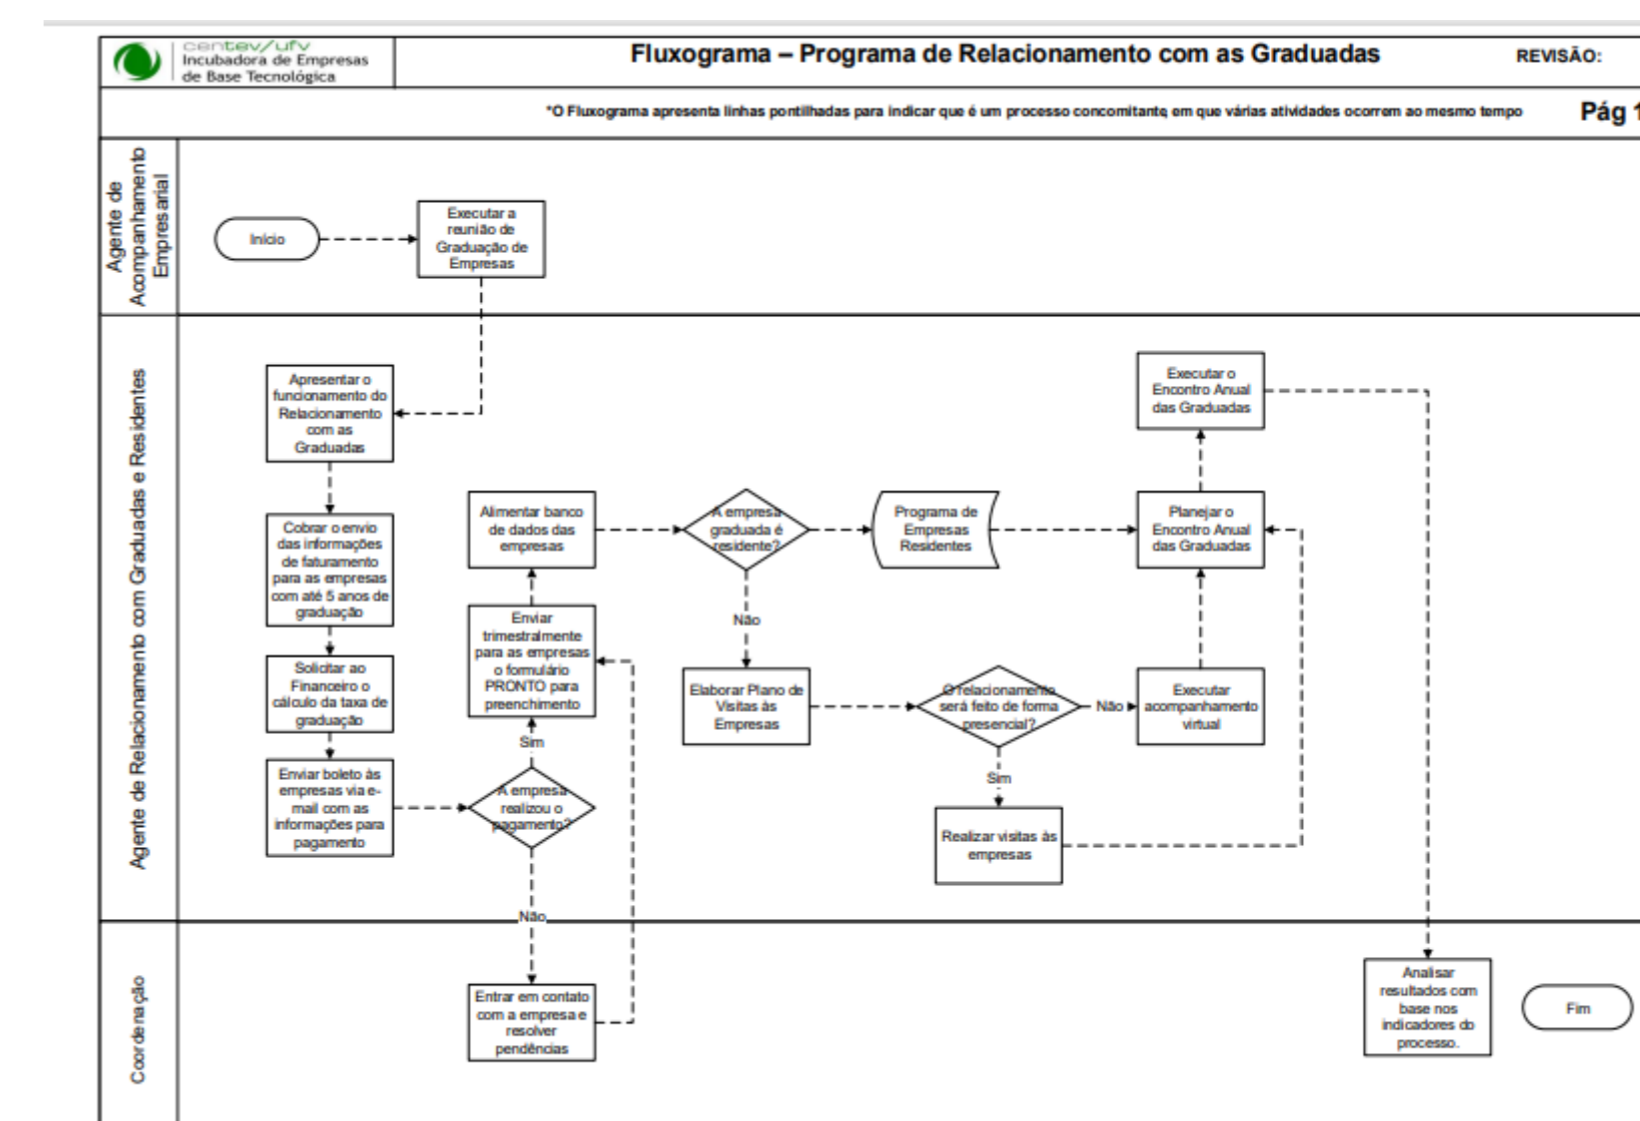 centev/ufv
Incubadora de Empresas
de Base Tecnológica
Fluxograma – Programa de Relacionamento com as Graduadas
REVISÃO:
*O Fluxograma apresenta linhas pontilhadas para indicar que é um processo concomitante, em que várias atividades ocorrem ao mesmo tempo
Pág 1
Agente de
Acompanhamento
Empresarial
Início
Executar a
reunião de
Graduação de
Empresas
Agente de Relacionamento com Graduadas e Residentes
Apresentar o
funcionamento do
Relacionamento
com as
Graduadas
Cobrar o envio
das informações
de faturamento
para as empresas
com até 5 anos de
graduação
Solicitar ao
Financeiro o
cálculo da taxa de
graduação
Enviar boleto às
empresas via e-
mail com as
informações para
pagamento
A empresa
realizou o
pagamento?
Sim
Não
Enviar
trimestralmente
para as empresas
o formulário
PRONTO para
preenchimento
Alimentar banco
de dados das
empresas
A empresa
graduada é
residente?
Não
Programa de
Empresas
Residentes
Elaborar Plano de
Visitas às
Empresas
O relacionamento
será feito de forma
presencial?
Não
Sim
Executar
acompanhamento
virtual
Realizar visitas às
empresas
Planejar o
Encontro Anual
das Graduadas
Executar o
Encontro Anual
das Graduadas
Coordenação
Entrar em contato
com a empresa e
resolver
pendências
Analisar
resultados com
base nos
indicadores do
processo.
Fim